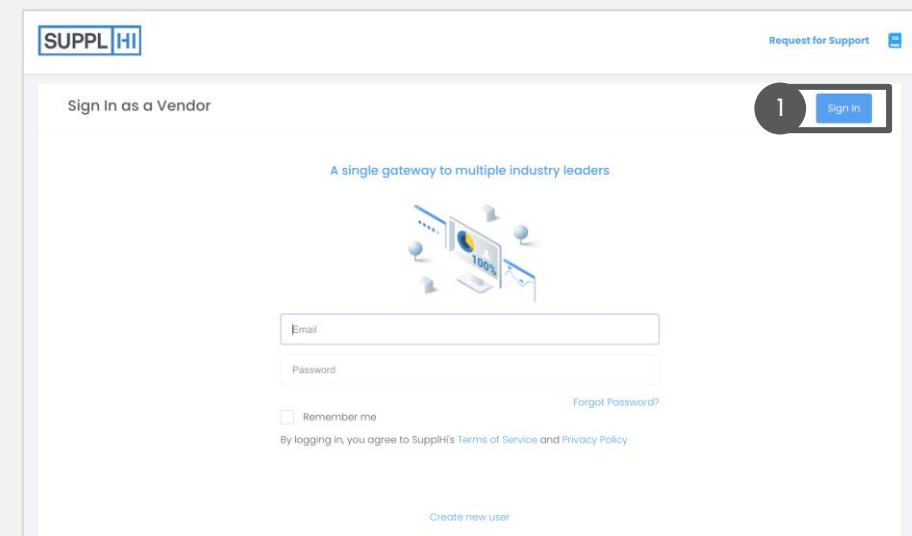 SUPPLHI
Request for Support
Sign In as a Vendor
1
Sign In
A single gateway to multiple industry leaders
100%
Email
Password
Forgot Password?
Remember me
By logging in, you agree to SupplHi's Terms of Service and Privacy Policy
Create new user